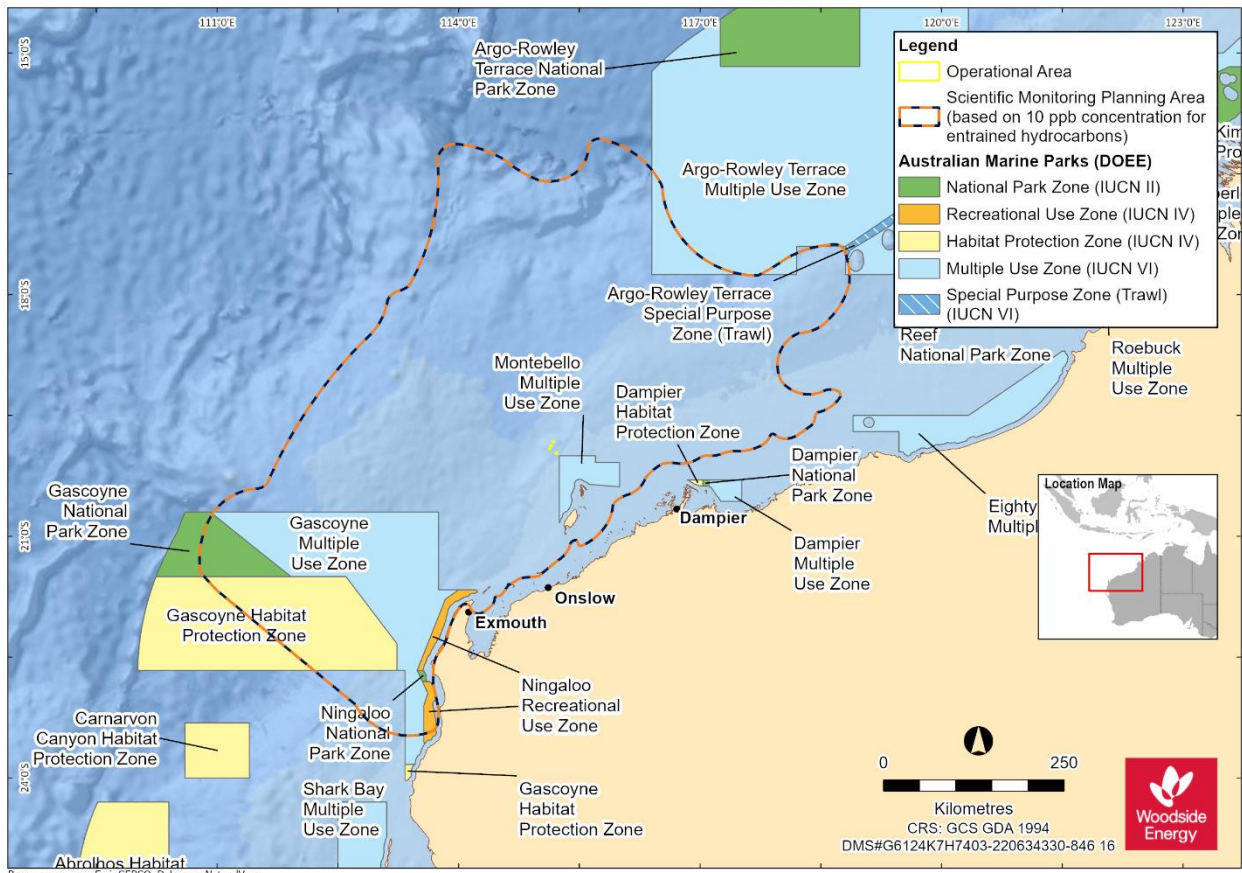 111°0'E
114°0'E
117°0'E
120°0'E
123°0'E
15°0'S
18°0'S
21°0'S
24°0'S
Argo-Rowley
Terrace National
Park Zone
Argo-Rowley Terrace
Multiple Use Zone
Argo-Rowley Terrace
Special Purpose
Zone (Trawl)
Legend
Operational Area
Scientific Monitoring Planning Area
(based on 10 ppb concentration for
entrained hydrocarbons)
Australian Marine Parks (DOEE)
National Park Zone (IUCN II)
Recreational Use Zone (IUCN IV)
Habitat Protection Zone (IUCN IV)
Multiple Use Zone (IUCN VI)
Special Purpose Zone (Trawl)
(IUCN VI)
Reef
National Park Zone
Roebuck
Multiple
Use Zone
Montebello
Multiple
Use Zone
Dampier
Habitat
Protection Zone
Dampier
National
Park Zone
Dampier
Dampier
Multiple
Use Zone
Eighty
Multipl
Location Map
Gascoyne
National
Park Zone
Gascoyne
Multiple
Use Zone
Gascoyne Habitat
Protection Zone
Onslow
Exmouth
Ningaloo
Recreational
Use Zone
Ningaloo
National
Park Zone
Carnarvon
Canyon Habitat
Protection Zone
Shark Bay
Multiple
Use Zone
Gascoyne
Habitat
Protection Zone
Abrolhos Habitat
0
250
Kilometres
CRS: GCS GDA 1994
DMS#G6124K7H7403-220634330-846 16
Woodside
Energy